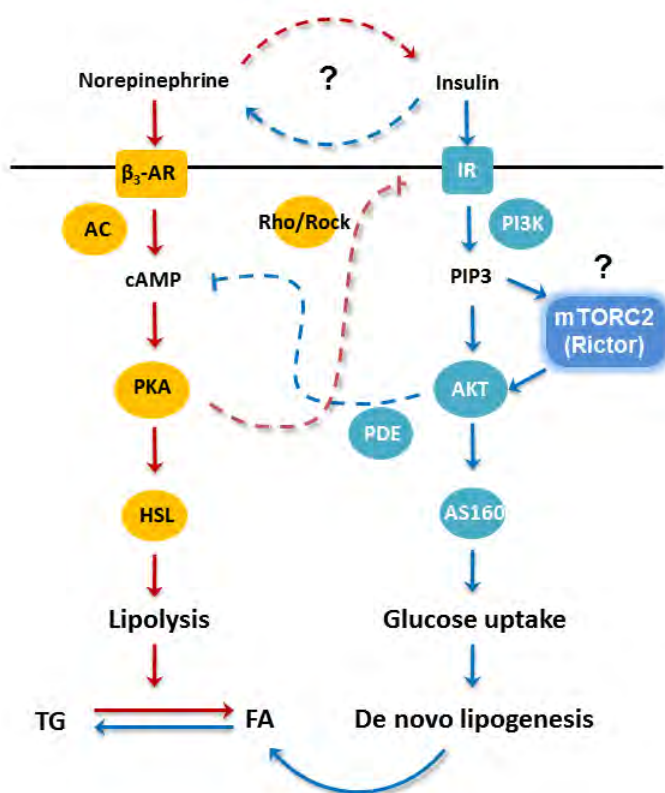 ?
Norepinephrine
Insulin
β₃-AR
IR
AC
Rho/Rock
PI3K
cAMP
PIP3
?
mTORC2
(Rictor)
PKA
AKT
PDE
HSL
AS160
Lipolysis
Glucose uptake
TG
FA
De novo lipogenesis